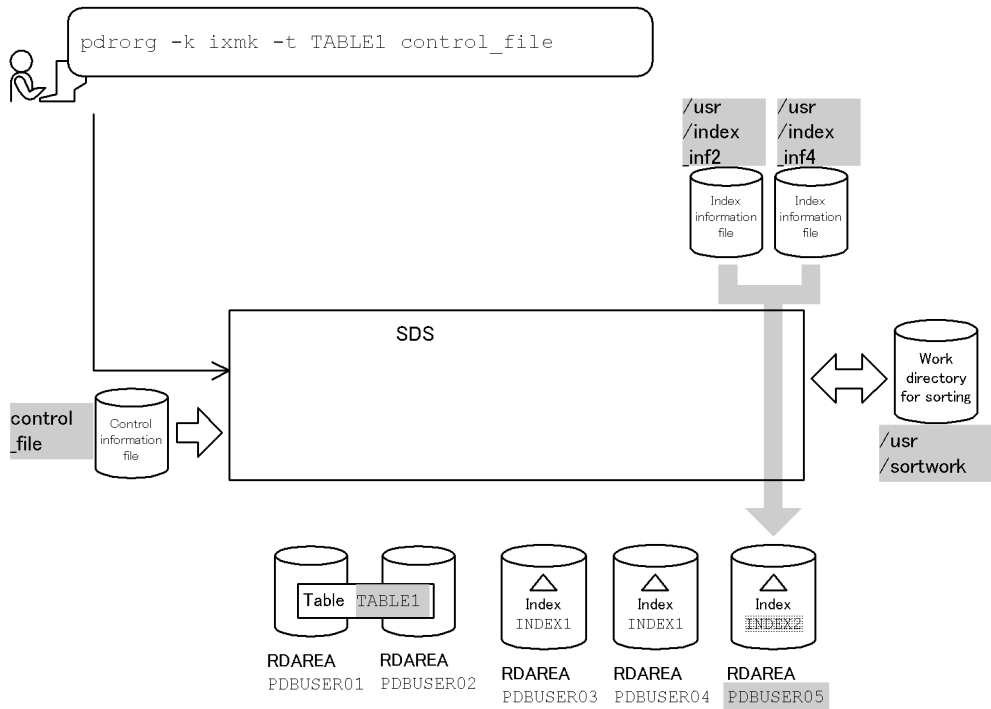 pdrorg -k ixmk -t TABLE1 control_file
/usr
/index
_inf2
/usr
/index
_inf4
Index
information
file
Index
information
file
SDS
Work
directory
for sorting
/usr
/sortwork
control
_file
Control
information
file
Table TABLE1
Index
INDEX1
Index
INDEX1
Index
INDEX2
RDAREA
PDBUSER01
RDAREA
PDBUSER02
RDAREA
PDBUSER03
RDAREA
PDBUSER04
RDAREA
PDBUSER05